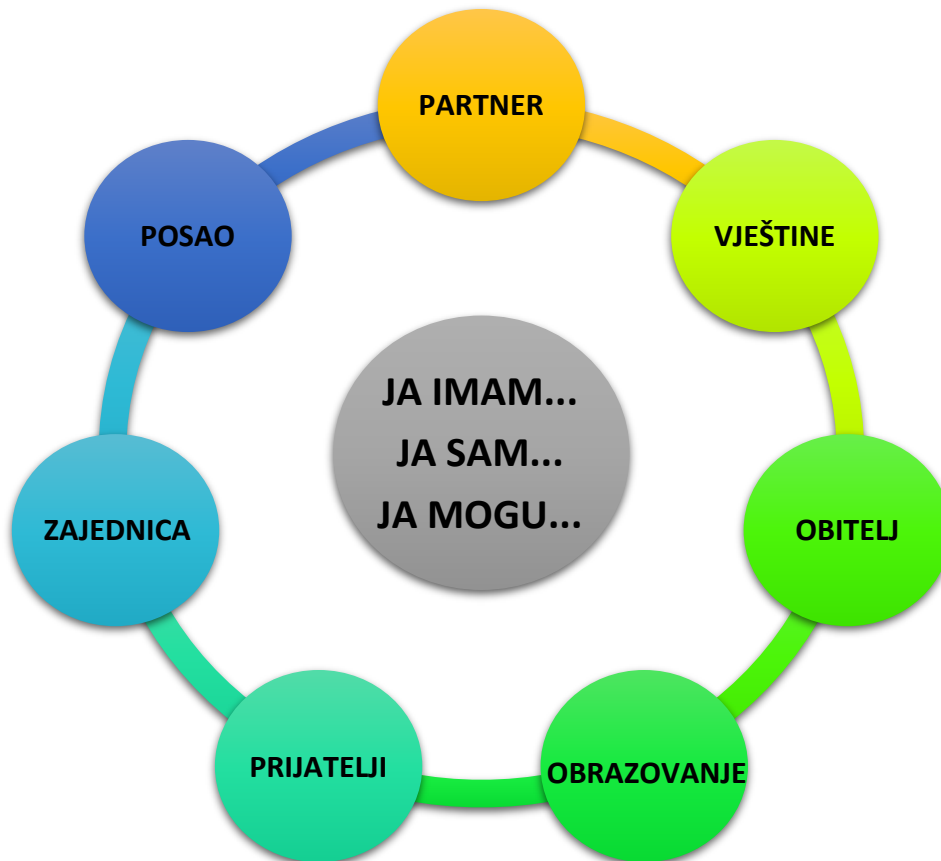 PARTNER
VJEŠTINE
OBITELJ
OBRAZOVANJE
PRIJATELJI
ZAJEDNICA
POSAO
JA IMAM...
JA SAM...
JA MOGU...